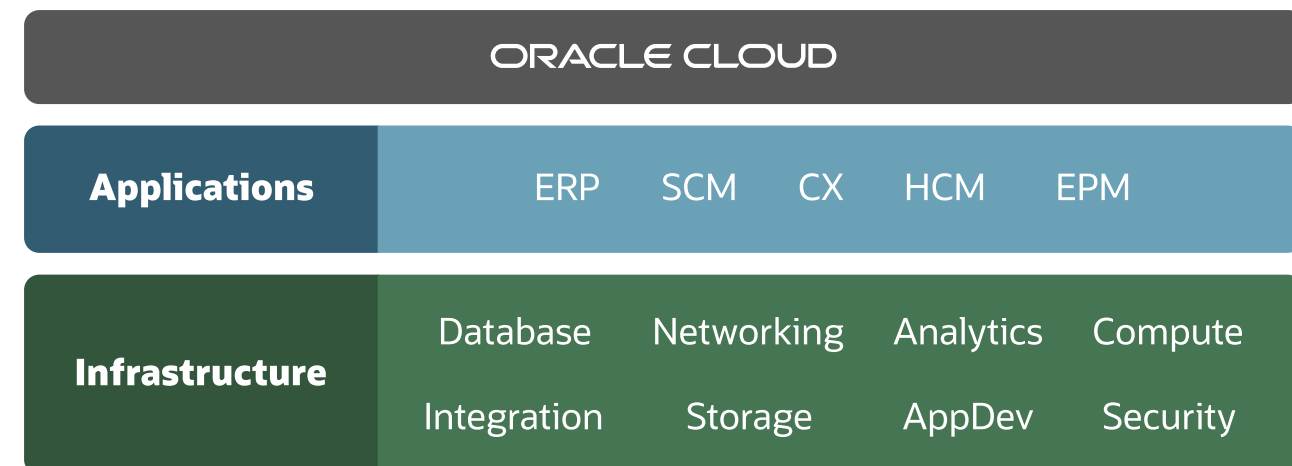 ORACLE CLOUD
Applications
ERP SCM CX HCM EPM
Infrastructure
Database Networking Analytics Compute
Integration Storage AppDev Security